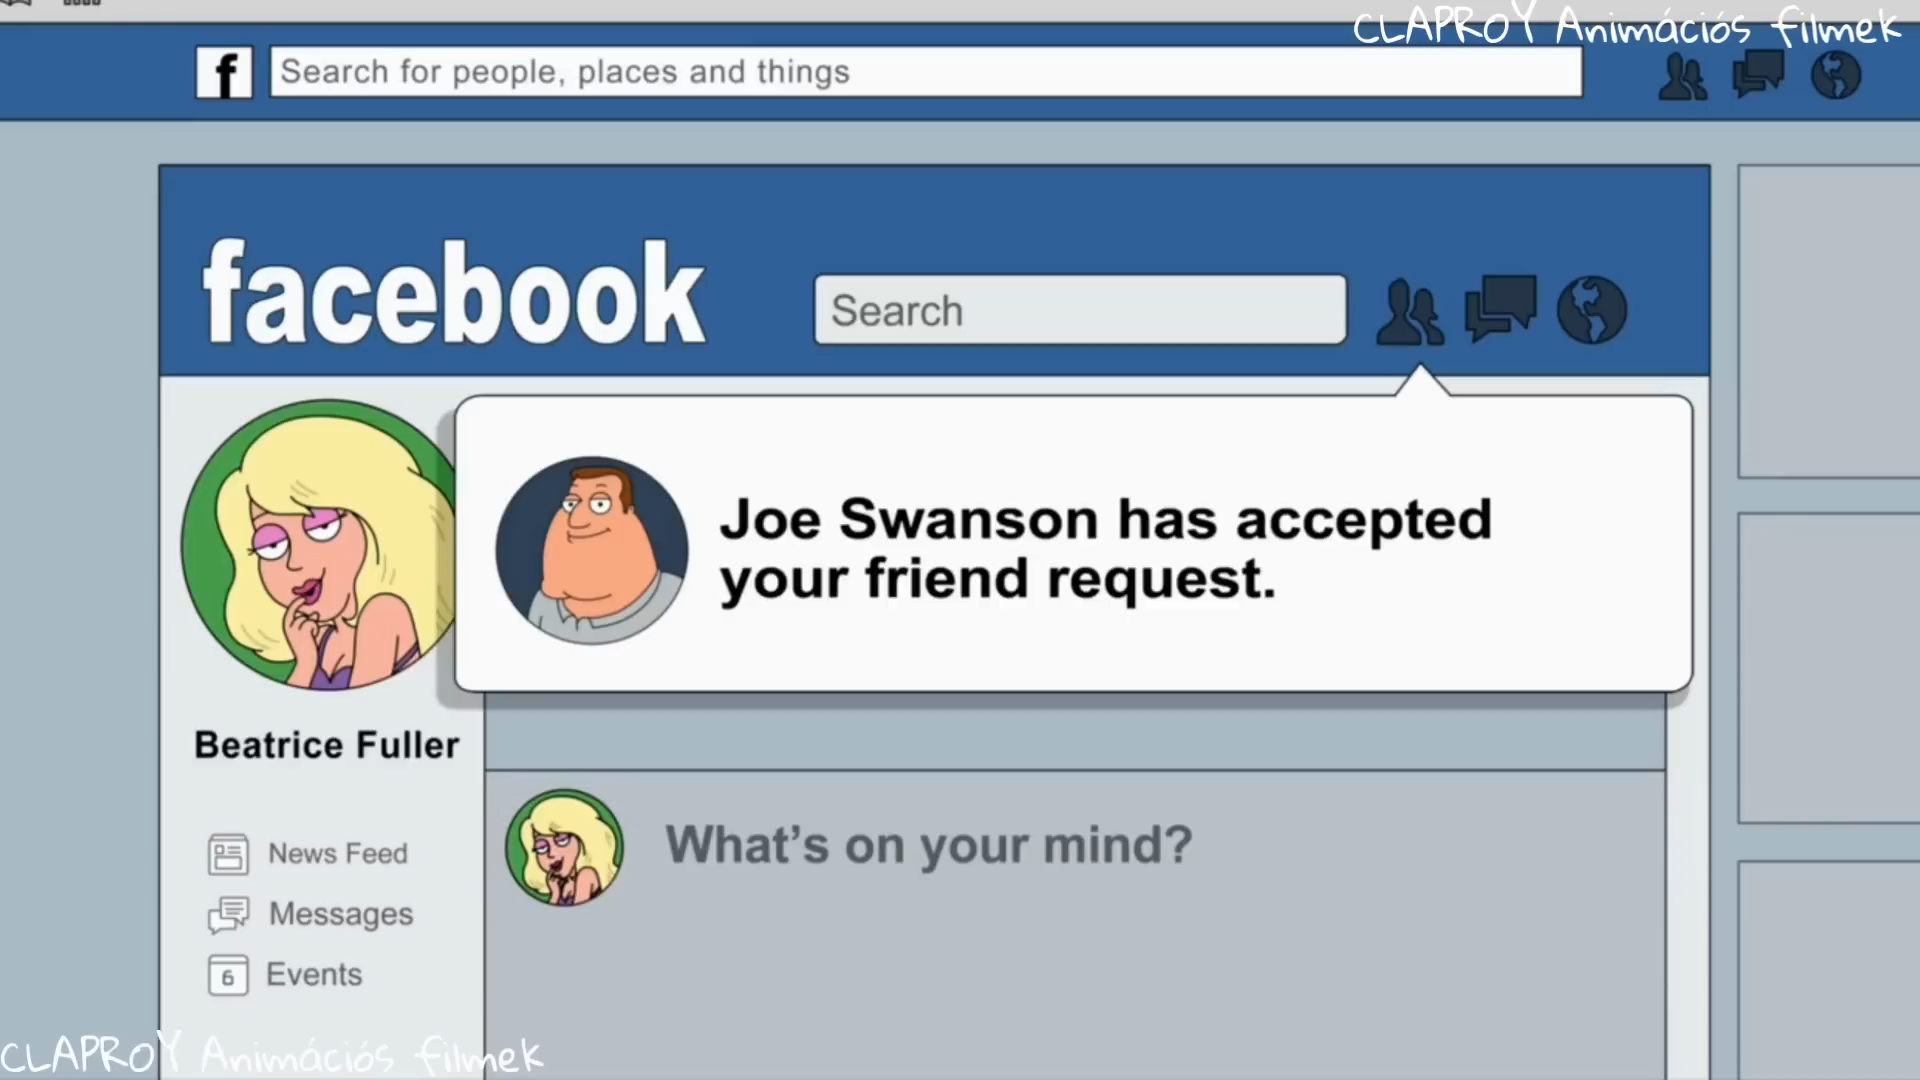 CLAPROY Animációs filmek
f Search for people, places and things
facebook
Search
Joe Swanson has accepted
your friend request.
Beatrice Fuller
What's on your mind?
News Feed
Messages
6 Events
CLAPROY Animációs filmek